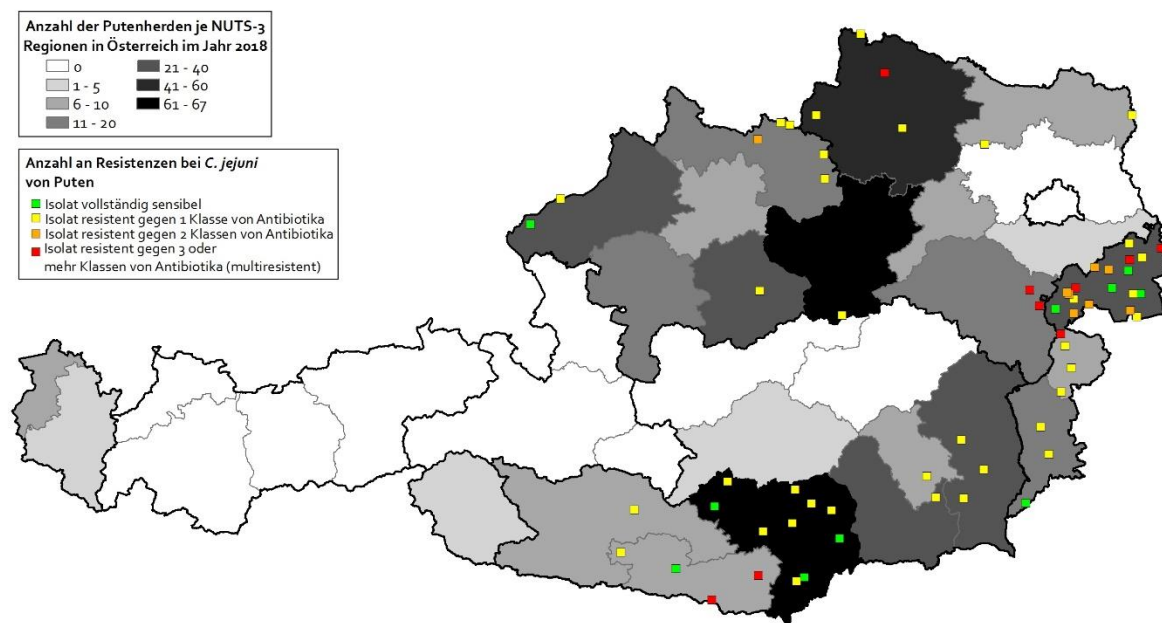 Anzahl der Putenherden je NUTS-3
Regionen in Österreich im Jahr 2018
0
21 - 40
1 - 5
41 - 60
6 - 10
61 - 67
11 - 20
Anzahl an Resistenzen bei C. jejuni
von Puten
Isolat vollständig sensibel
Isolat resistent gegen 1 Klasse von Antibiotika
Isolat resistent gegen 2 Klassen von Antibiotika
Isolat resistent gegen 3 oder
mehr Klassen von Antibiotika (multiresistent)